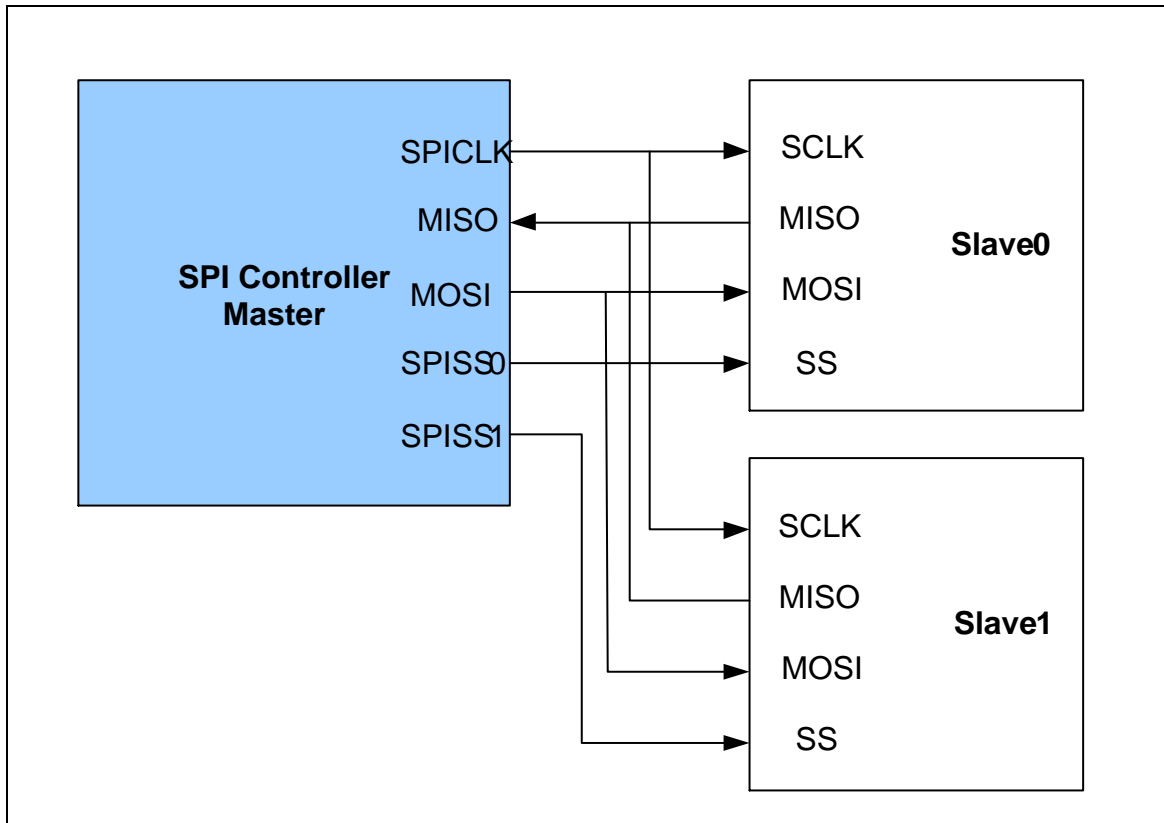 SPICLK
MISO
SPI Controller
Master
MOSI
SPISS0
SPISS1
SCLK
MISO
Slave0
MOSI
SS
SCLK
MISO
Slave1
MOSI
SS